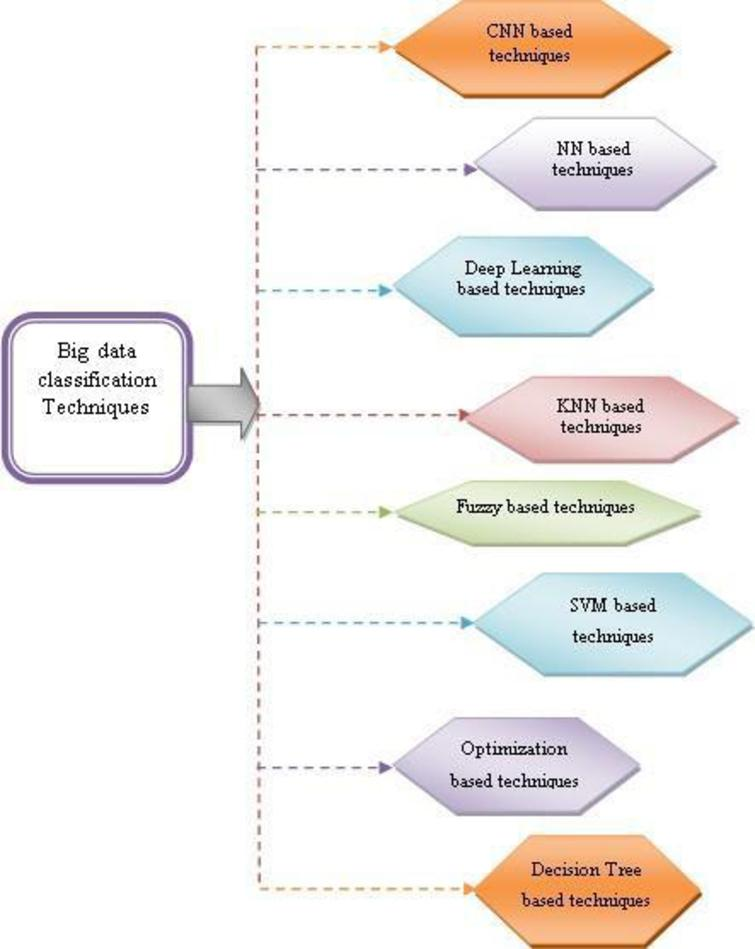 CNN based
techniques
NN based
techniques
Deep Learning
based techniques
Big data
classification
Techniques
KNN based
techniques
Fuzzy based techniques
SVM based
techniques
Optimization
based techniques
Decision Tree
based techniques